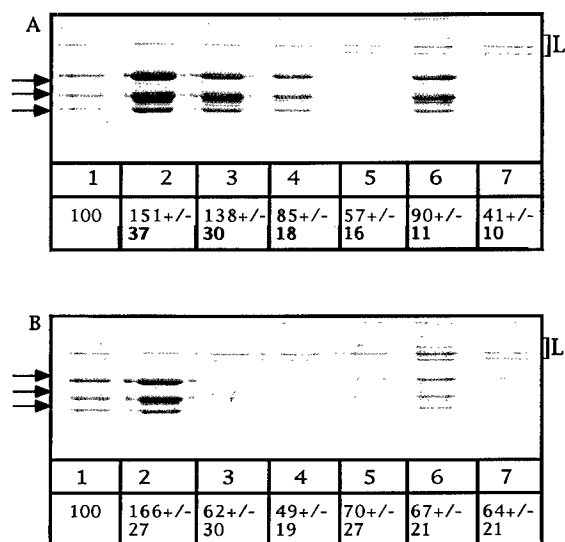 A
]L
1 2 3 4 5 6 7
100 151+/- 138+/- 85+/- 57+/- 90+/- 41+/-
37 30 18 16 11 10
B
]L
1 2 3 4 5 6 7
100 166+/- 62+/- 49+/- 70+/- 67+/- 64+/-
27 30 19 27 21 21